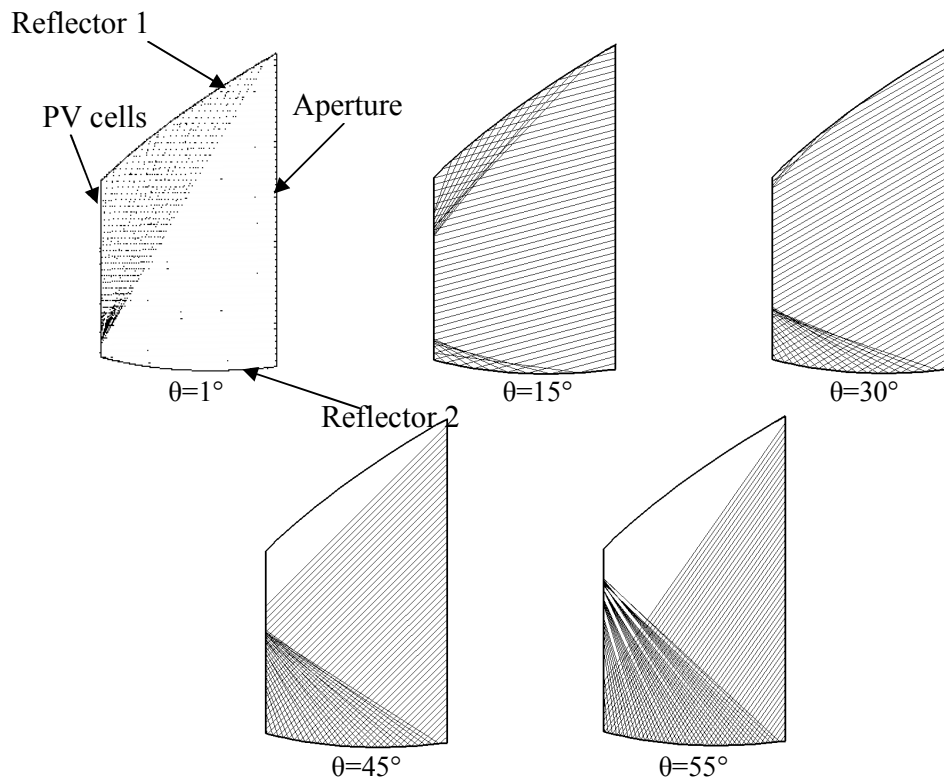 Reflector 1
PV cells
Aperture
θ=1°
θ=15°
θ=30°
Reflector 2
θ=45°
θ=55°